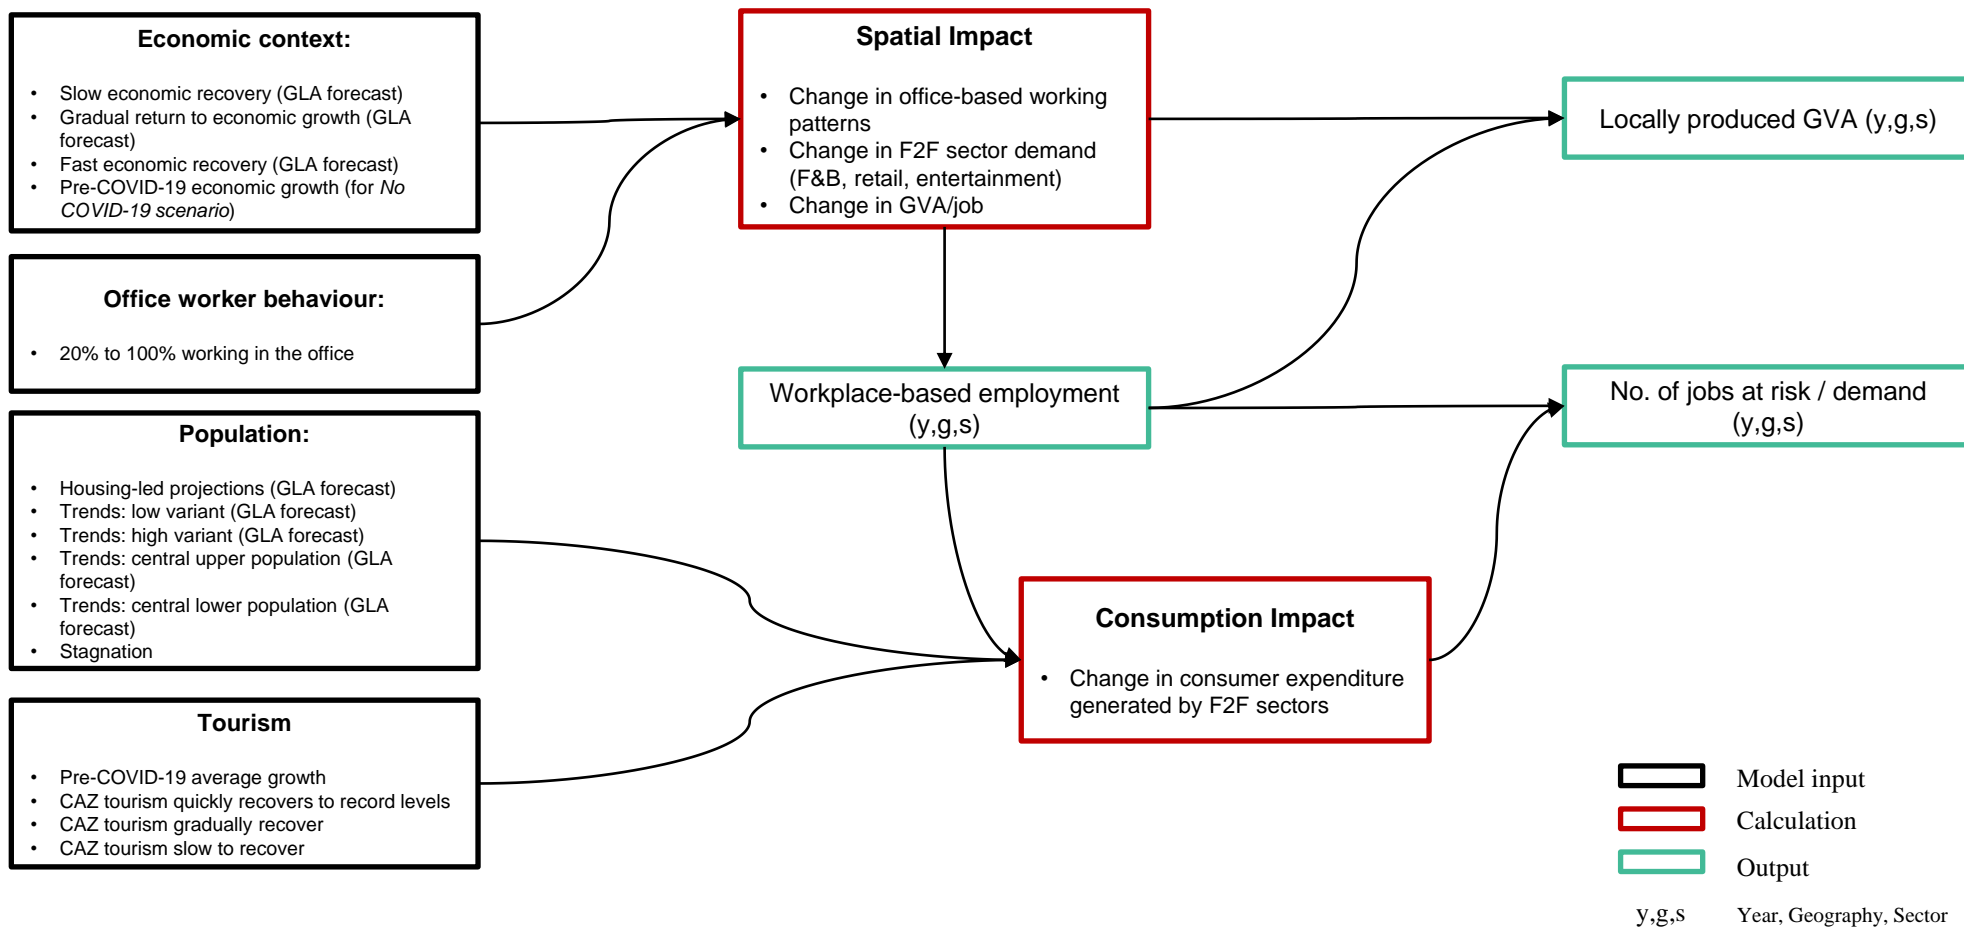 Economic context:
• Slow economic recovery (GLA forecast)
• Gradual return to economic growth (GLA
forecast)
• Fast economic recovery (GLA forecast)
• Pre-COVID-19 economic growth (for No
COVID-19 scenario)
Office worker behaviour:
• 20% to 100% working in the office
Population:
• Housing-led projections (GLA forecast)
• Trends: low variant (GLA forecast)
• Trends: high variant (GLA forecast)
• Trends: central upper population (GLA
forecast)
• Trends: central lower population (GLA
forecast)
• Stagnation
Tourism
• Pre-COVID-19 average growth
• CAZ tourism quickly recovers to record levels
• CAZ tourism gradually recover
• CAZ tourism slow to recover
Spatial Impact
• Change in office-based working
patterns
• Change in F2F sector demand
(F&B, retail, entertainment)
• Change in GVA/job
Workplace-based employment
(y,g,s)
Consumption Impact
• Change in consumer expenditure
generated by F2F sectors
Locally produced GVA (y,g,s)
No. of jobs at risk / demand
(y,g,s)
Model input
Calculation
Output
y,g,s Year, Geography, Sector